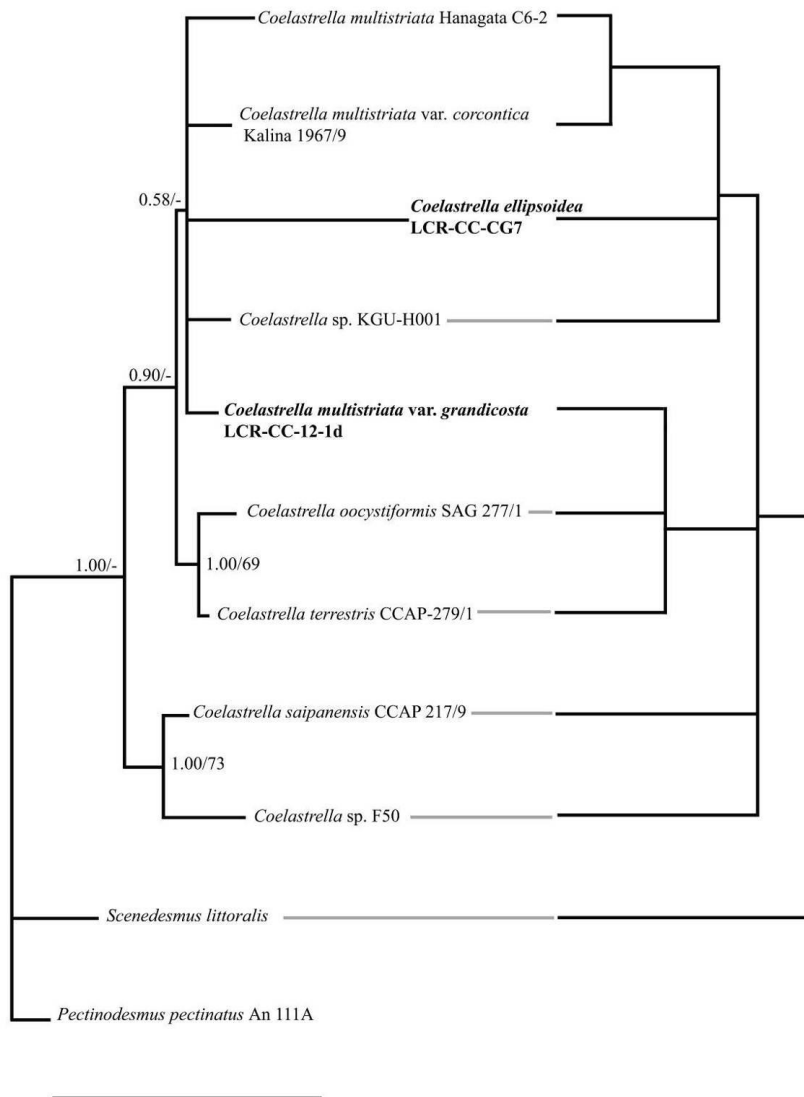 Coelastrella multistriata Hanagata C6-2
Coelastrella multistriata var. corcontica
Kalina 1967/9
0.58/-
Coelastrella ellipsoidea
LCR-CC-CG7
Coelastrella sp. KGU-H001
0.90/-
Coelastrella multistriata var. grandicosta
LCR-CC-12-1d
Coelastrella oocystiformis SAG 277/1
1.00/-
1.00/69
Coelastrella terrestris CCAP-279/1
Coelastrella saipanensis CCAP 217/9
1.00/73
Coelastrella sp. F50
Scenedesmus littoralis
Pectinodesmus pectinatus An 111A